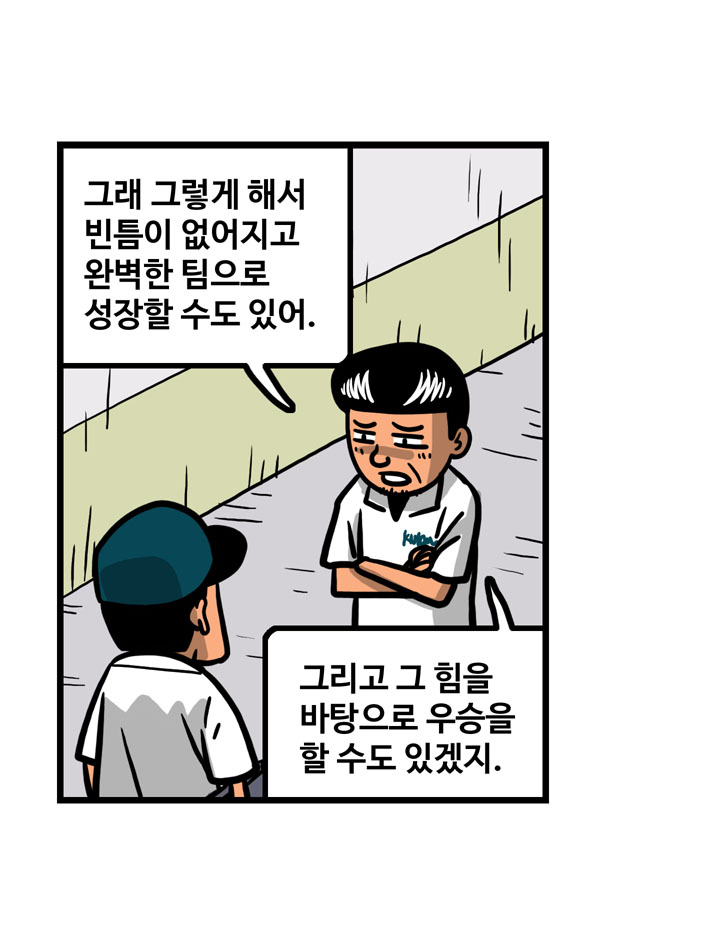 그래 그렇게 해서
빈틈이 없어지고
완벽한 팀으로
성장할 수도 있어.
그리고 그 힘을
바탕으로 우승을
할 수도 있겠지.